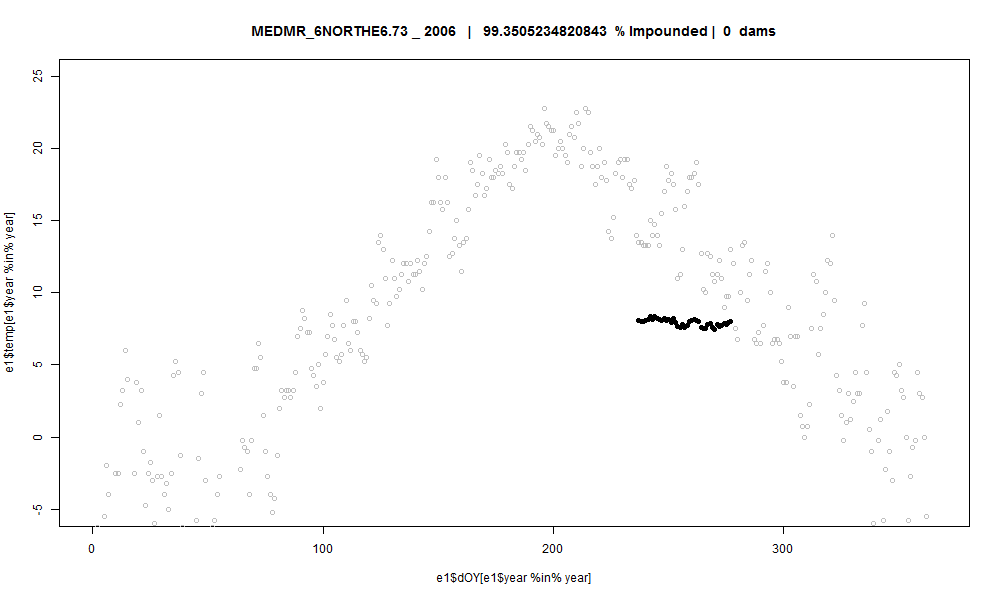 MEDMR_6NORTHE6.73 _ 2006 | 99.3505234820843 % Impounded | 0 dams
25
20
15
10
5
0
-5
e1$temp[e1$year %in% year]
0 100 200 300
e1$dOY[e1$year %in% year]